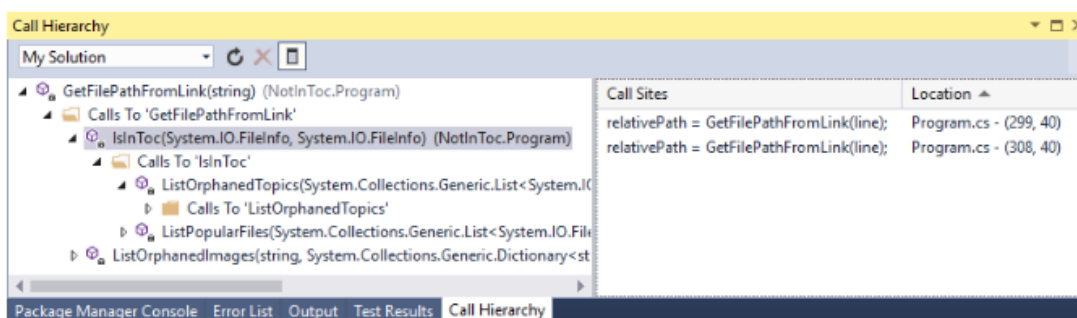 Call Hierarchy
My Solution
GetFilePathFromLink(string) (NotInToc.Program)
Calls To 'GetFilePathFromLink'
IsInToc(System.IO.FileInfo, System.IO.FileInfo) (NotInToc.Program)
Calls To 'IsInToc'
ListOrphanedTopics(System.Collections.Generic.List<System.IO
Calls To 'ListOrphanedTopics'
ListPopularFiles(System.Collections.Generic.List<System.IO.File
ListOrphanedImages(string, System.Collections.Generic.Dictionary<st
Call Sites Location
relativePath = GetFilePathFromLink(line); Program.cs - (299, 40)
relativePath = GetFilePathFromLink(line); Program.cs - (308, 40)
Package Manager Console Error List Output Test Results Call Hierarchy